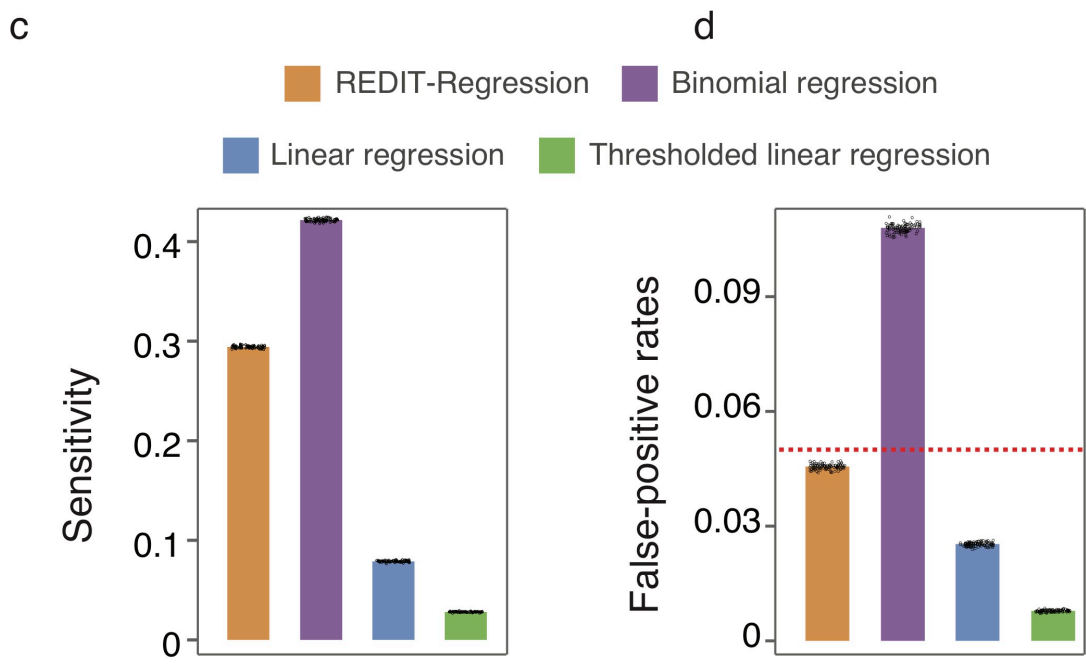 c
d
REDIT-Regression
Binomial regression
Linear regression
Thresholded linear regression
Sensitivity
0.4
0.3
0.2
0.1
0
False-positive rates
0.09
0.06
0.03
0